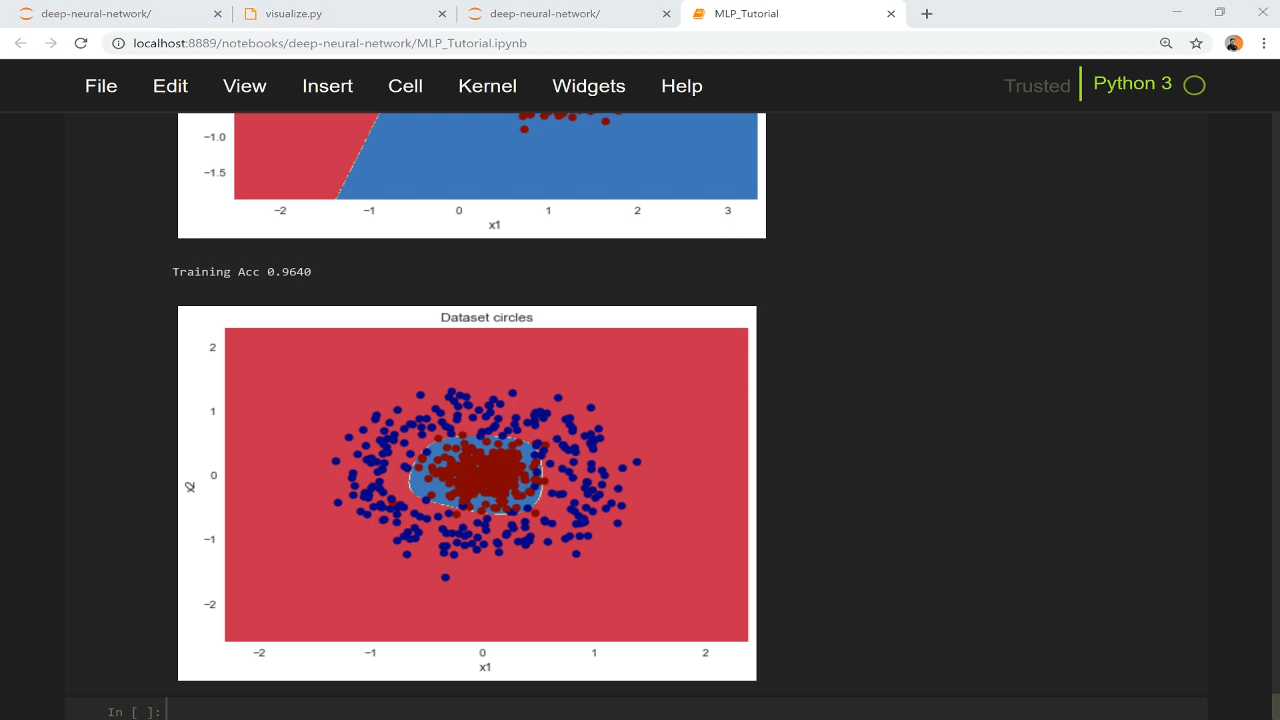 deep-neural-network/
visualize.py
deep-neural-network/
MLP_Tutorial
localhost:8889/notebooks/deep-neural-network/MLP_Tutorial.ipynb
File Edit View Insert Cell Kernel Widgets Help Trusted Python 3
−1.0
−1.5
−2 −1 0 1 2 3
x1
Training Acc 0.9640
Dataset circles
2
1
0
x2
−1
−2
−2 −1 0 1 2
x1
In [ ]: